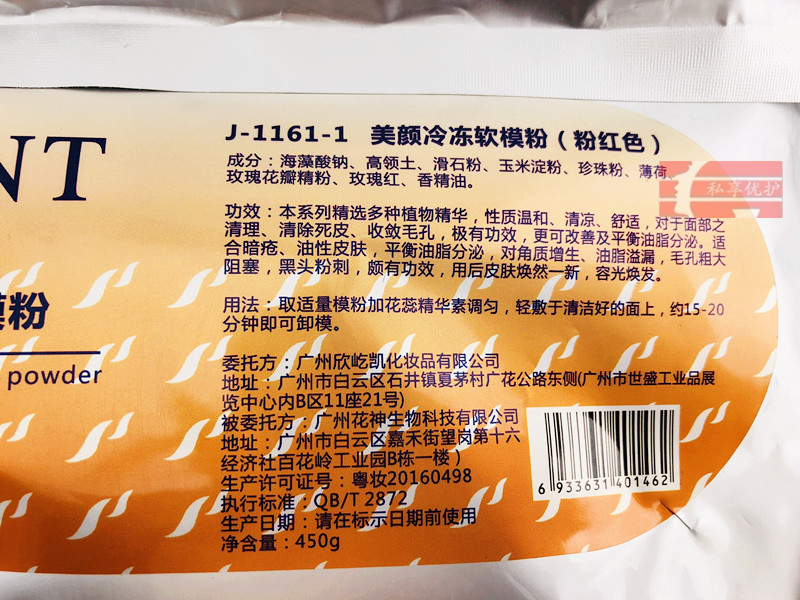 NT
模粉
powder
J-1161-1 美颜冷冻软模粉（粉红色）
成分：海藻酸钠、高领土、滑石粉、玉米淀粉、珍珠粉、薄荷、
玫瑰花瓣精粉、玫瑰红、香精油。
私享优护
功效：本系列精选多种植物精华，性质温和、清凉、舒适，对于面部之
清理、清除死皮、收敛毛孔，极有功效，更可改善及平衡油脂分泌。适
合暗疮、油性皮肤，平衡油脂分泌，对角质增生、油脂溢漏，毛孔粗大
阻塞，黑头粉刺，颇有功效，用后皮肤焕然一新，容光焕发。
用法：取适量模粉加花蕊精华素调匀，轻敷于清洁好的面上，约15-20
分钟即可卸模。
委托方：广州欣屹凯化妆品有限公司
地址：广州市白云区石井镇夏茅村广花公路东侧(广州市世盛工业品展
览中心内B区11座21号)
被委托方：广州花神生物科技有限公司
地址：广州市白云区嘉禾街望岗第十六
经济社百花岭工业园B栋一楼）
生产许可证号：粤妆20160498
执行标准：QB/T 2872
生产日期：请在标示日期前使用
净含量：450g
6 933631 401462